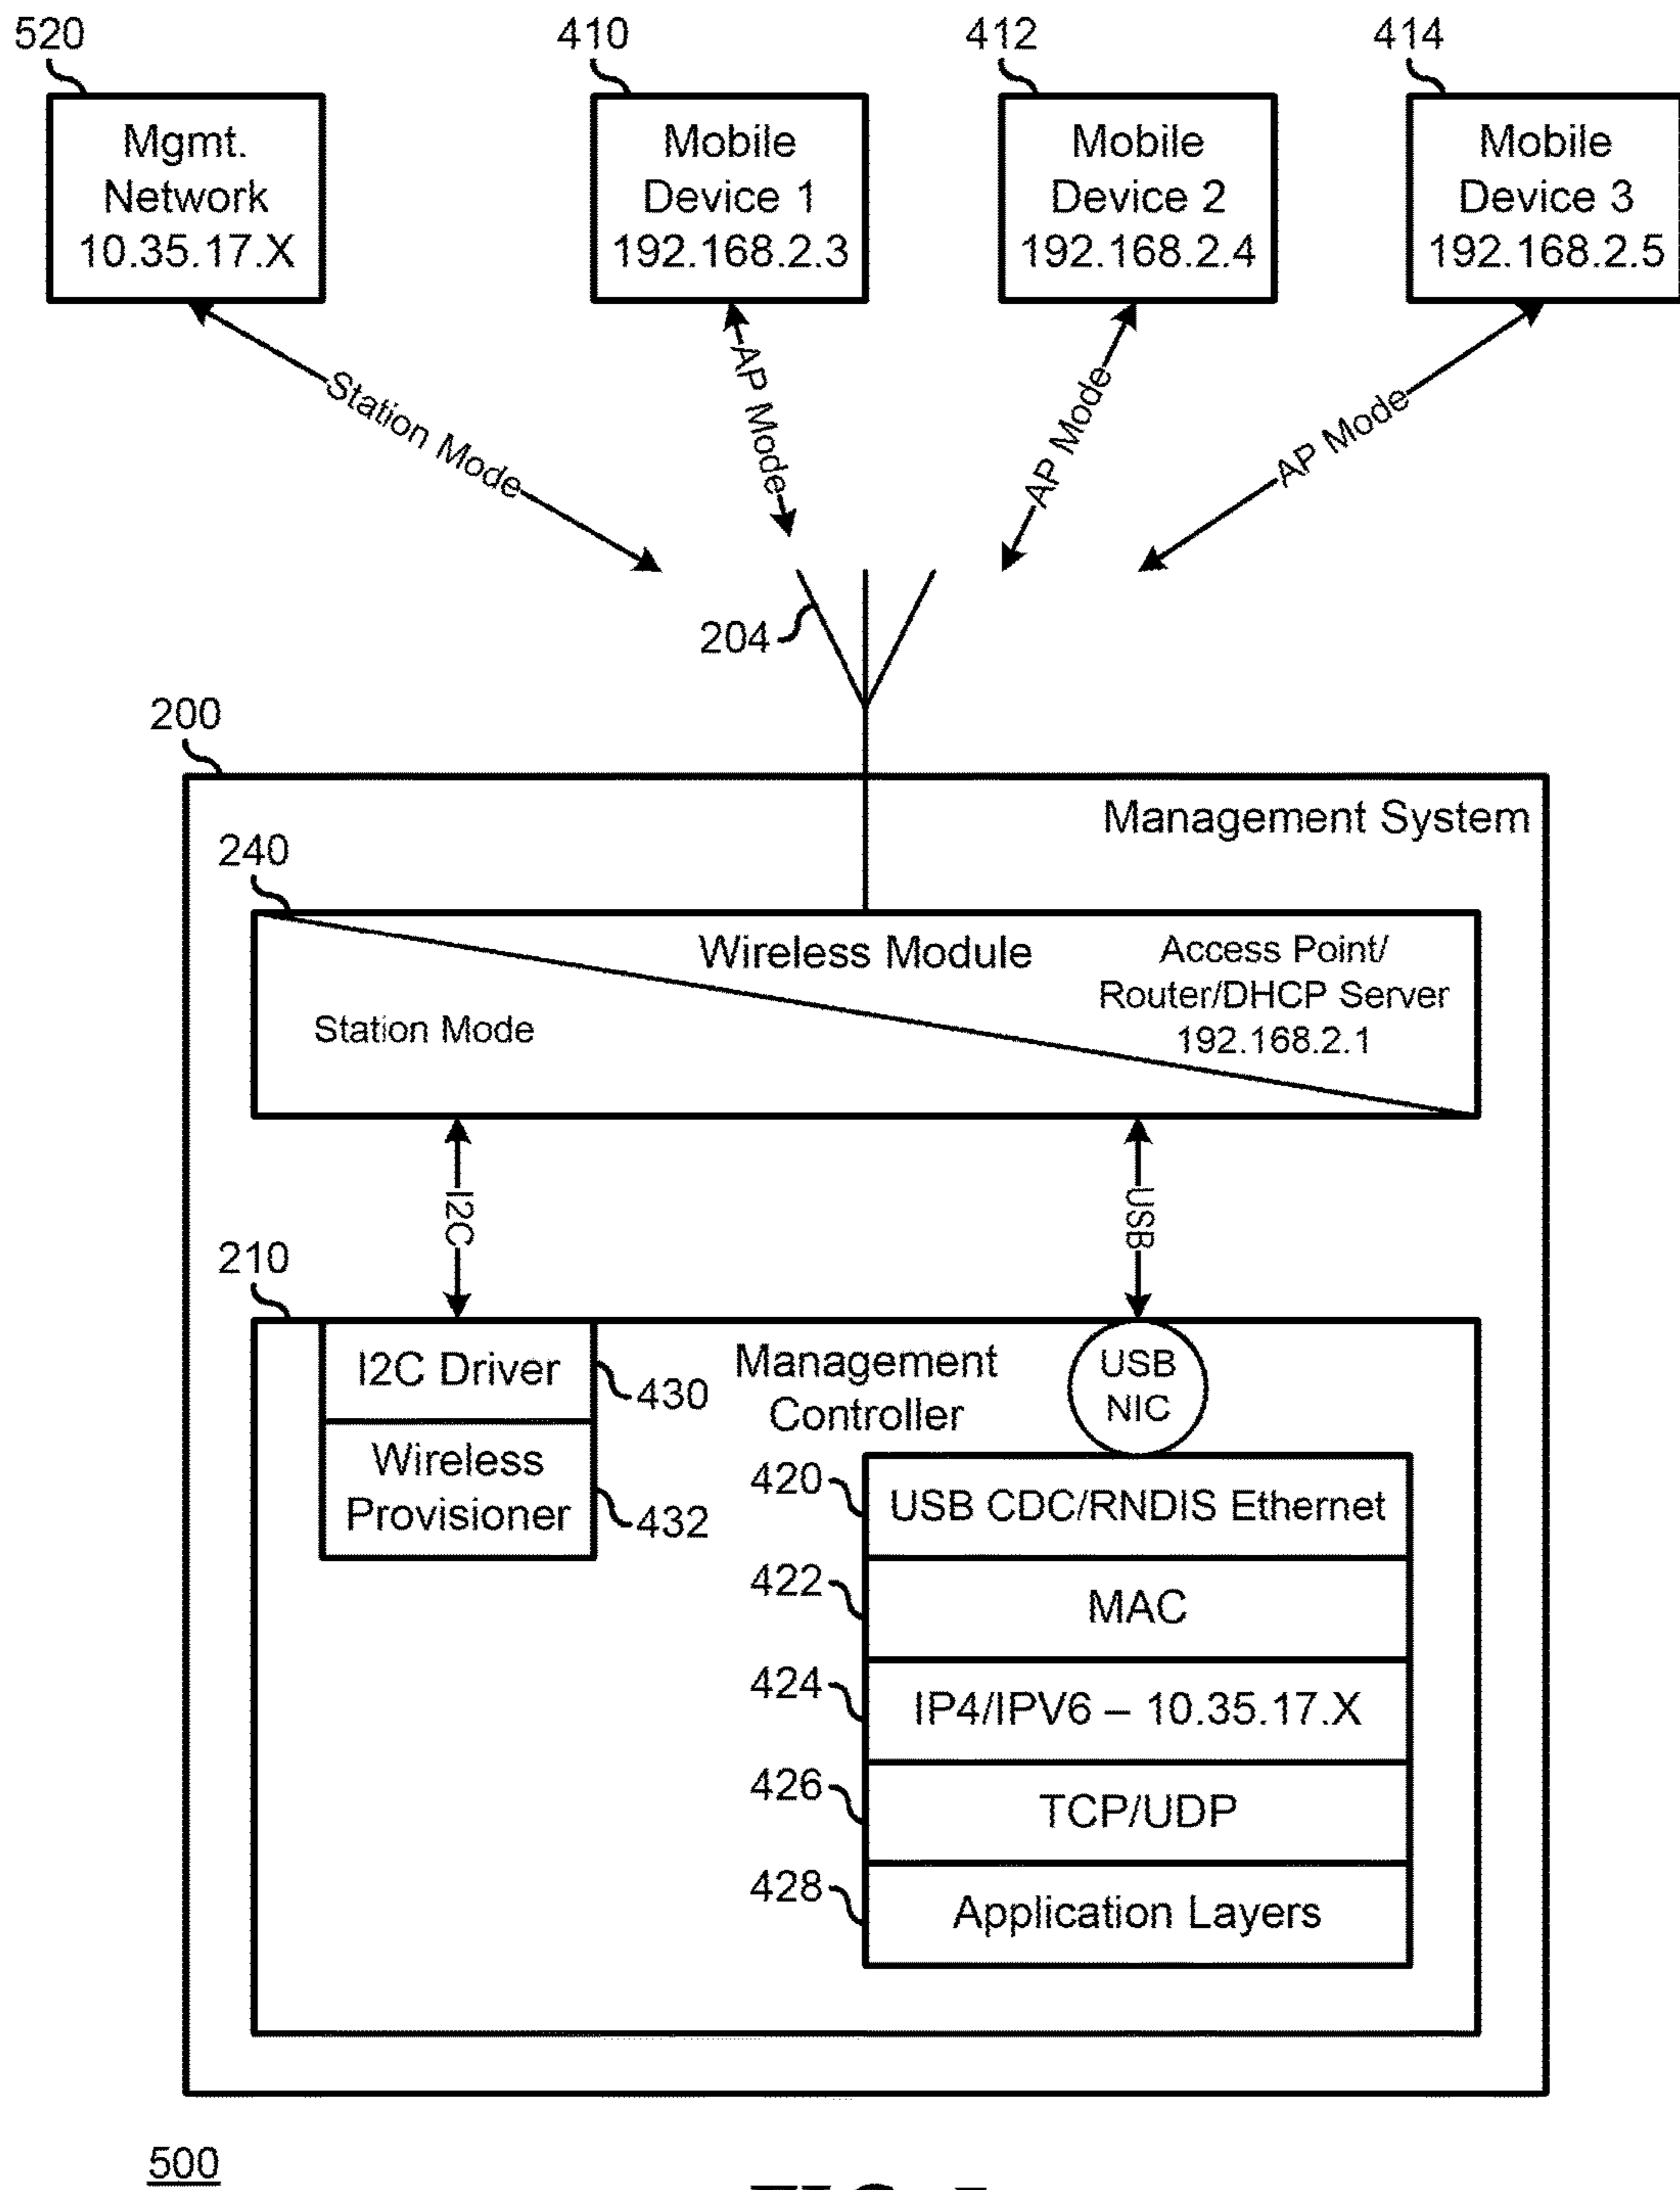 520
410
412
414
Mgmt.
Network
10.35.17.X
Mobile
Device 1
192.168.2.3
Mobile
Device 2
192.168.2.4
Mobile
Device 3
192.168.2.5
Station Mode
AP Mode
AP Mode
AP Mode
204
200
Management System
240
Wireless Module
Access Point/
Router/DHCP Server
192.168.2.1
Station Mode
I2C
USB
210
I2C Driver
430
Wireless
Provisioner
432
Management
Controller
USB
NIC
420
USB CDC/RNDIS Ethernet
422
MAC
424
IP4/IPV6 – 10.35.17.X
426
TCP/UDP
428
Application Layers
500